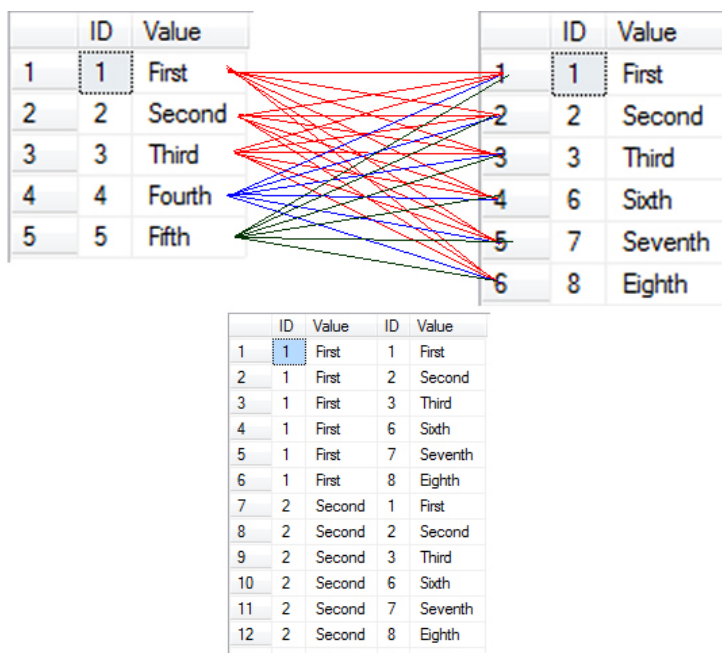 ID Value
1 1 First
2 2 Second
3 3 Third
4 4 Fourth
5 5 Fifth
ID Value
1 1 First
2 2 Second
3 3 Third
4 6 Sixth
5 7 Seventh
6 8 Eighth
ID Value ID Value
1 1 First 1 First
2 1 First 2 Second
3 1 First 3 Third
4 1 First 6 Sixth
5 1 First 7 Seventh
6 1 First 8 Eighth
7 2 Second 1 First
8 2 Second 2 Second
9 2 Second 3 Third
10 2 Second 6 Sixth
11 2 Second 7 Seventh
12 2 Second 8 Eighth